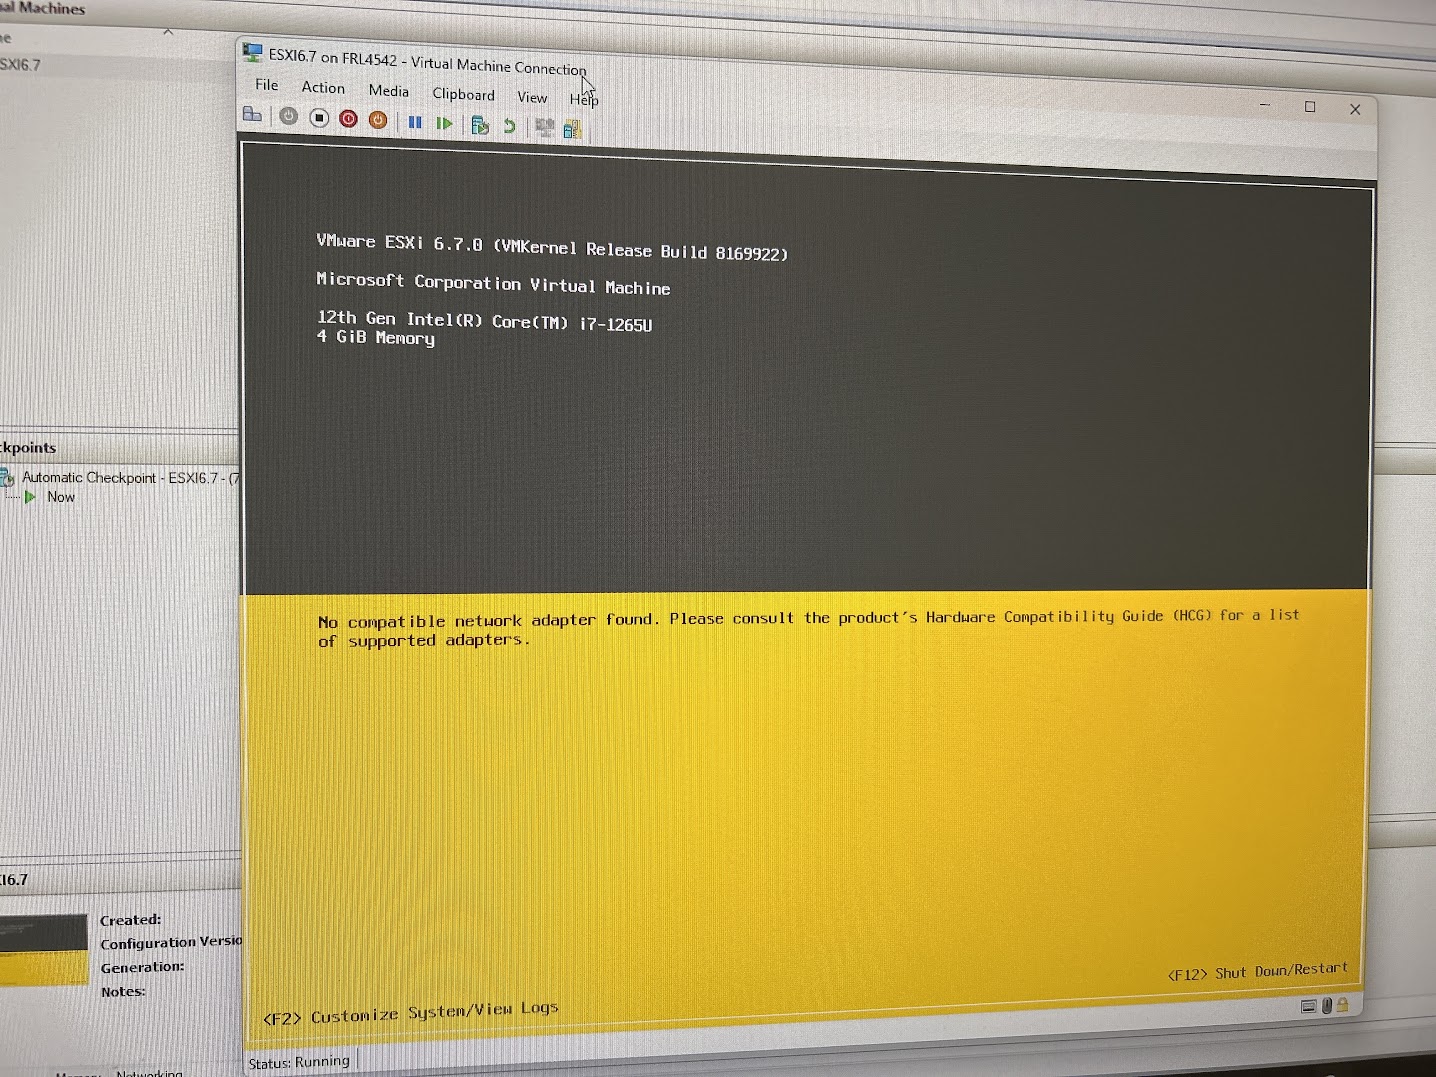 Machines
SXI6.7
ESXI6.7 on FRL4542 - Virtual Machine Connection
File Action Media Clipboard View Help
VMware ESXi 6.7.0 (VMKernel Release Build 8169922)
Microsoft Corporation Virtual Machine
12th Gen Intel(R) Core(TM) i7-1265U
4 GiB Memory
ckpoints
Automatic Checkpoint - ESXI6.7 - (7
Now
No compatible network adapter found. Please consult the product's Hardware Compatibility Guide (HCG) for a list
of supported adapters.
I6.7
Created:
Configuration Versio
Generation:
Notes:
<F12> Shut Down/Restart
<F2> Customize System/View Logs
Status: Running
Networking